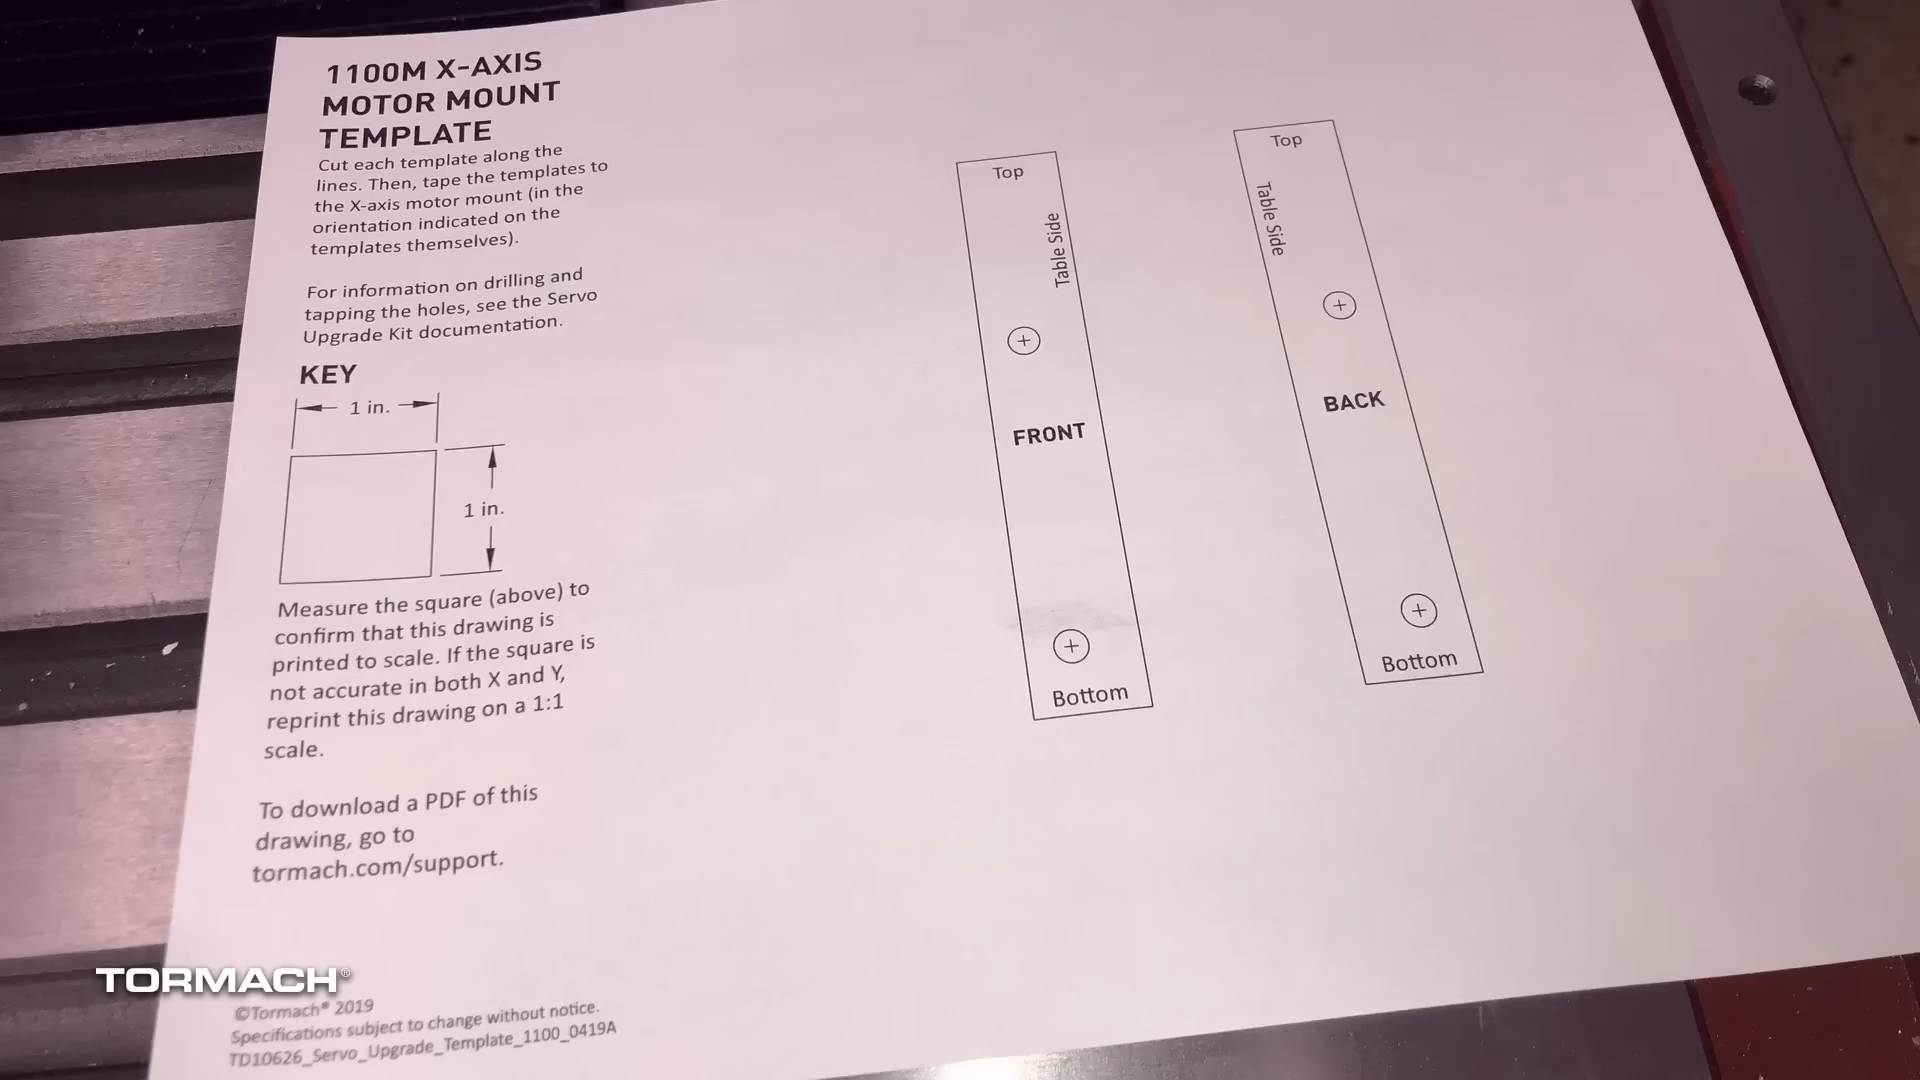 1100M X-AXIS
MOTOR MOUNT
TEMPLATE
Cut each template along the
lines. Then, tape the templates to
the X-axis motor mount (in the
orientation indicated on the
templates themselves).
For information on drilling and
tapping the holes, see the Servo
Upgrade Kit documentation.
KEY
1 in.
1 in.
Measure the square (above) to
confirm that this drawing is
printed to scale. If the square is
not accurate in both X and Y,
reprint this drawing on a 1:1
scale.
To download a PDF of this
drawing, go to
tormach.com/support.
Top
Table Side
FRONT
Bottom
Top
Table Side
BACK
Bottom
TORMACH®
©Tormach® 2019
Specifications subject to change without notice.
TD10626_Servo_Upgrade_Template_1100_0419A